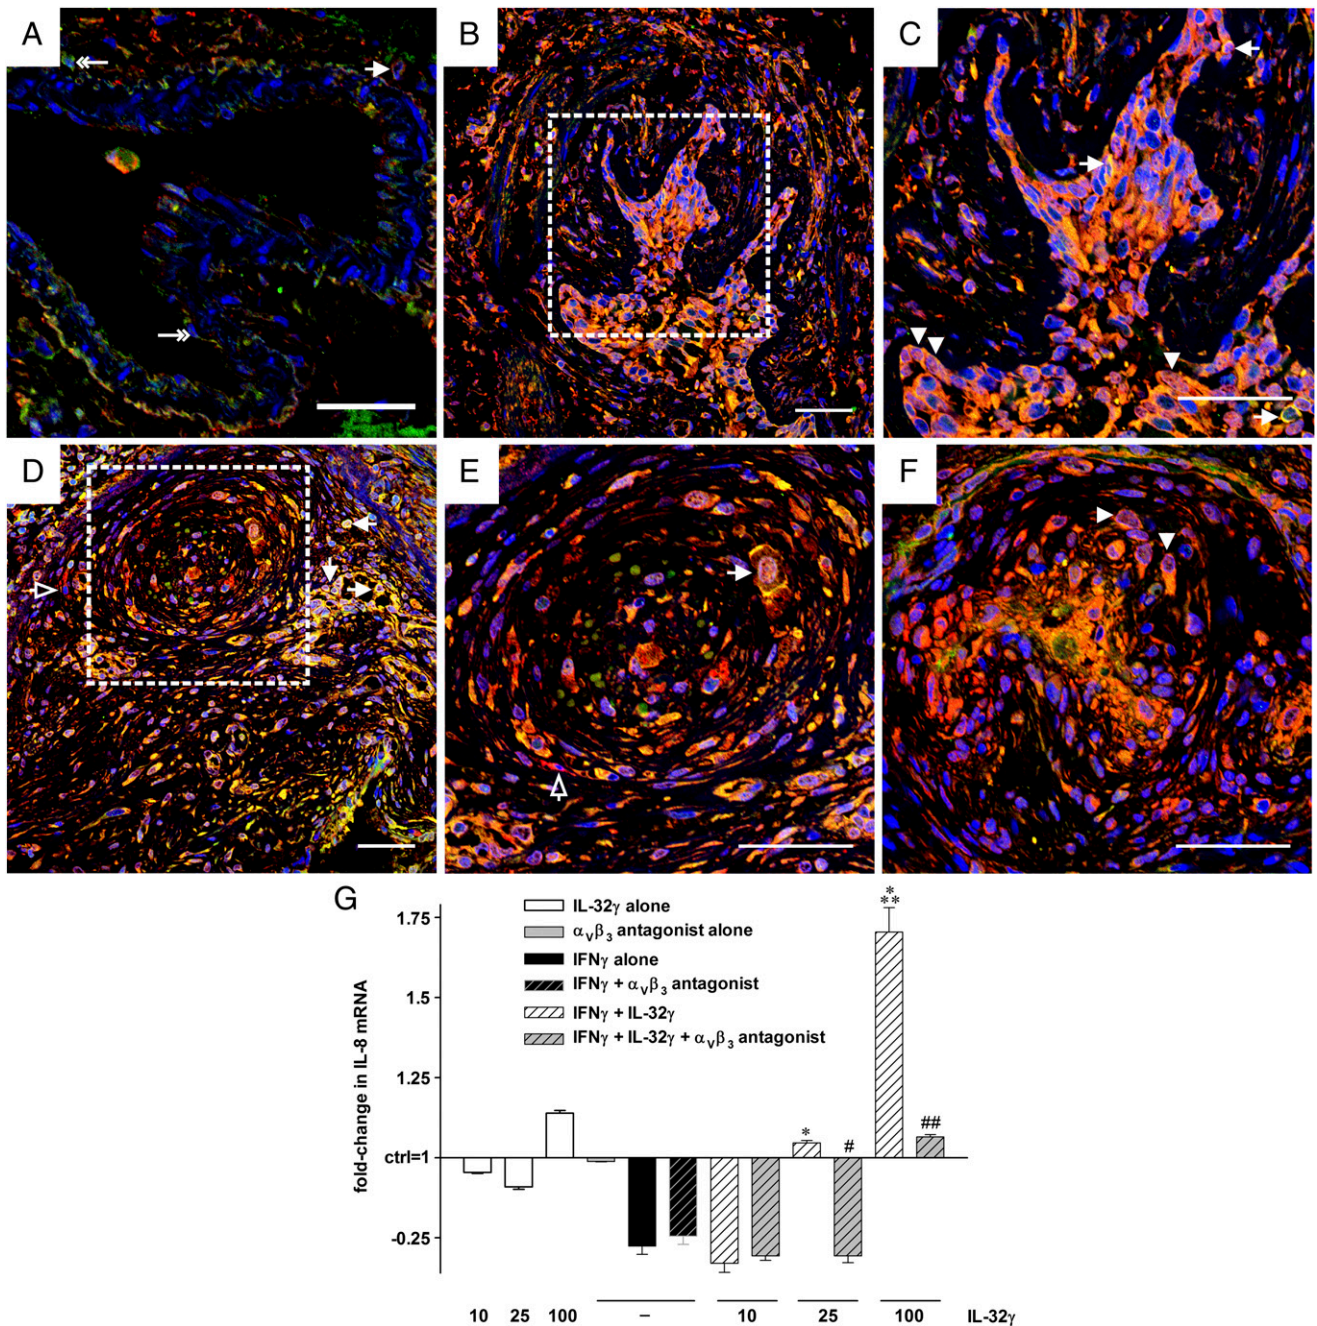 A
B
C
D
E
F
G
IL-32γ alone
αVβ3 antagonist alone
IFNγ alone
IFNγ + αVβ3 antagonist
IFNγ + IL-32γ
IFNγ + IL-32γ + αVβ3 antagonist
fold-change in IL-8 mRNA
1.75
1.5
1.25
ctrl=1
-0.25
*
#
*
**
##
10 25 100 – 10 25 100 IL-32γ